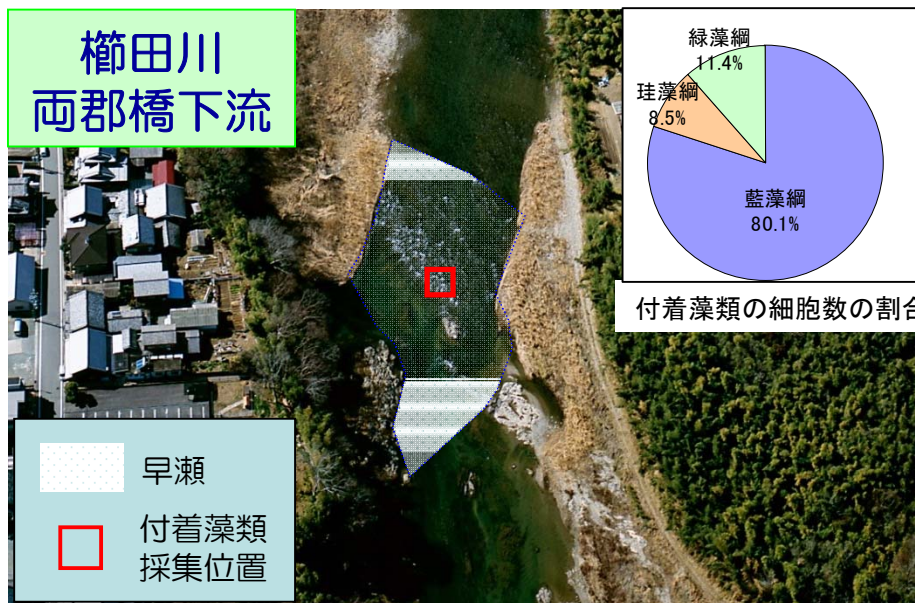 櫛田川
両郡橋下流
緑藻綱
11.4%
珪藻綱
8.5%
藍藻綱
80.1%
付着藻類の細胞数の割合
早瀬
付着藻類
採集位置